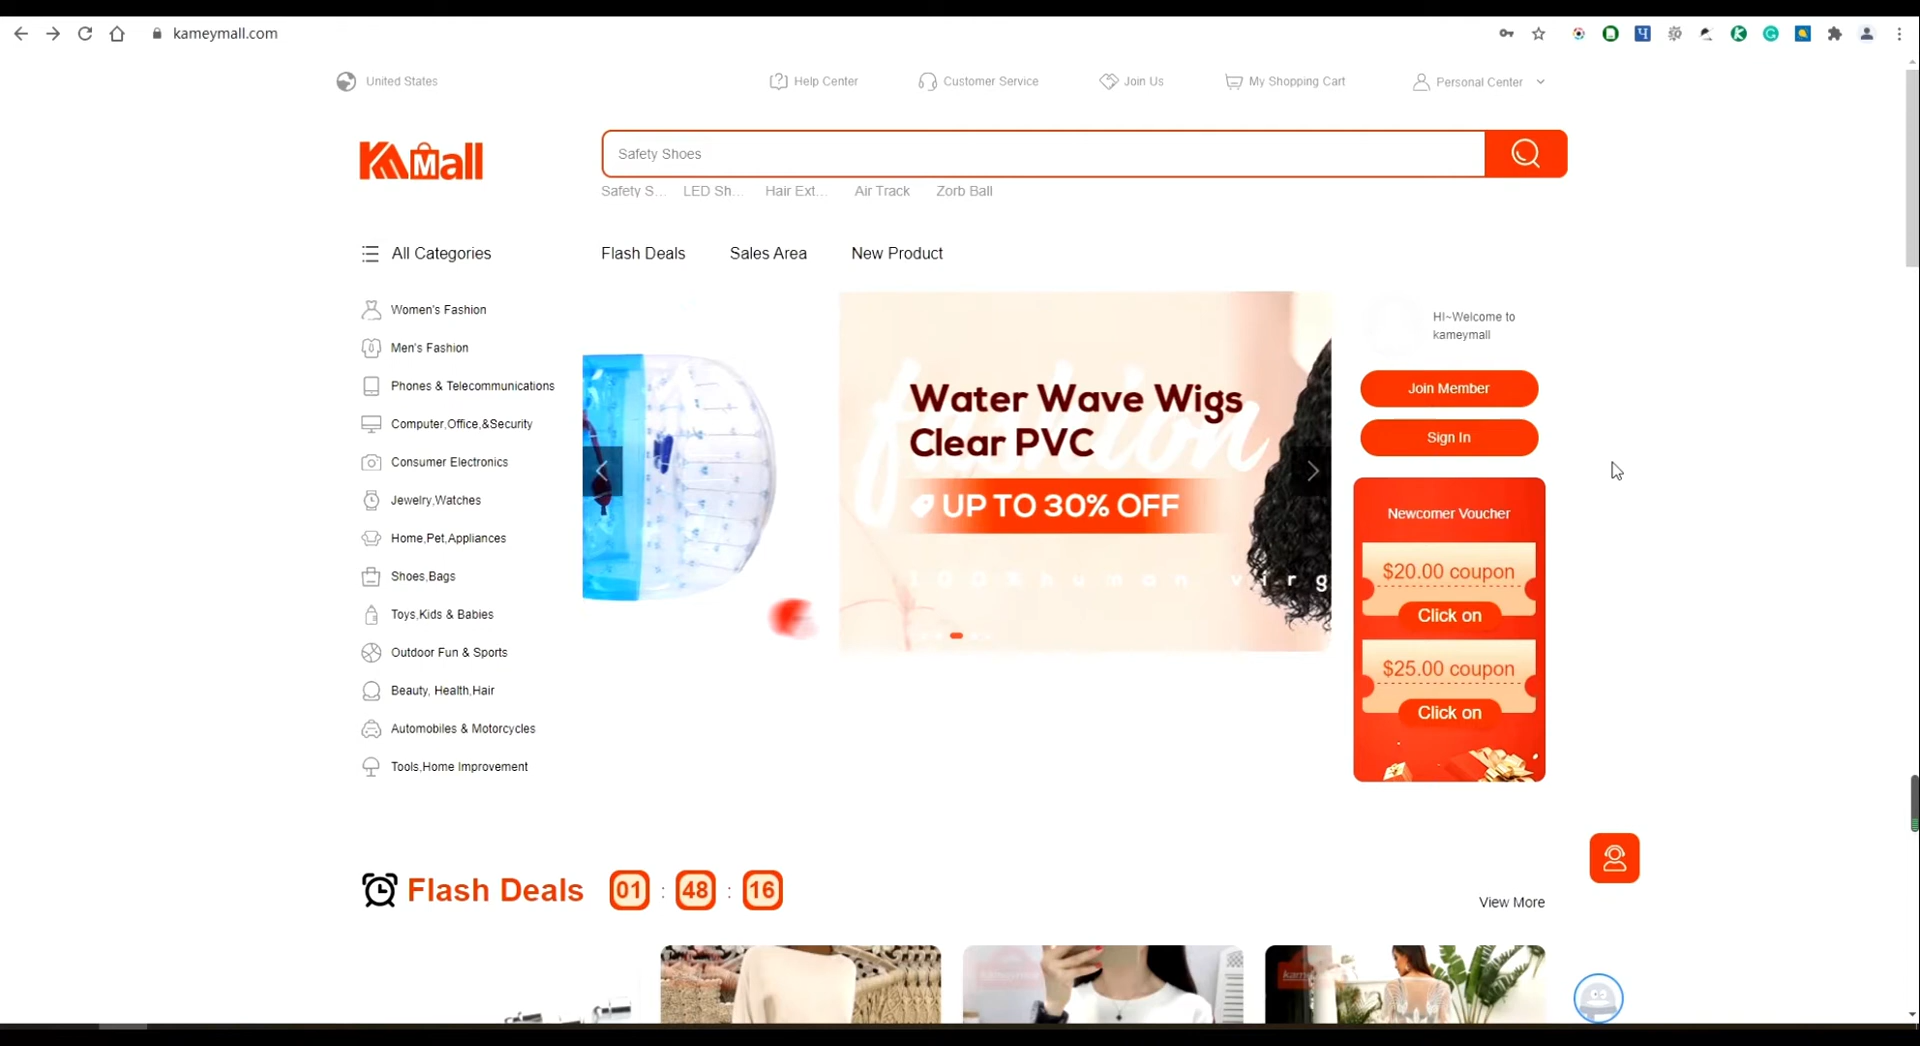 kameymall.com
United States
Help Center
Customer Service
Join Us
My Shopping Cart
Personal Center
KAMall
Safety Shoes
Safety S...
LED Sh...
Hair Ext...
Air Track
Zorb Ball
All Categories
Flash Deals
Sales Area
New Product
Women's Fashion
Men's Fashion
Phones & Telecommunications
Computer,Office,&Security
Consumer Electronics
Jewelry,Watches
Home,Pet,Appliances
Shoes,Bags
Toys,Kids & Babies
Outdoor Fun & Sports
Beauty, Health,Hair
Automobiles & Motorcycles
Tools,Home Improvement
fashion
Water Wave Wigs
Clear PVC
UP TO 30% OFF
100% human virg
HI~Welcome to
kameymall
Join Member
Sign In
Newcomer Voucher
$20.00 coupon
Click on
$25.00 coupon
Click on
Flash Deals
01 : 48 : 16
View More